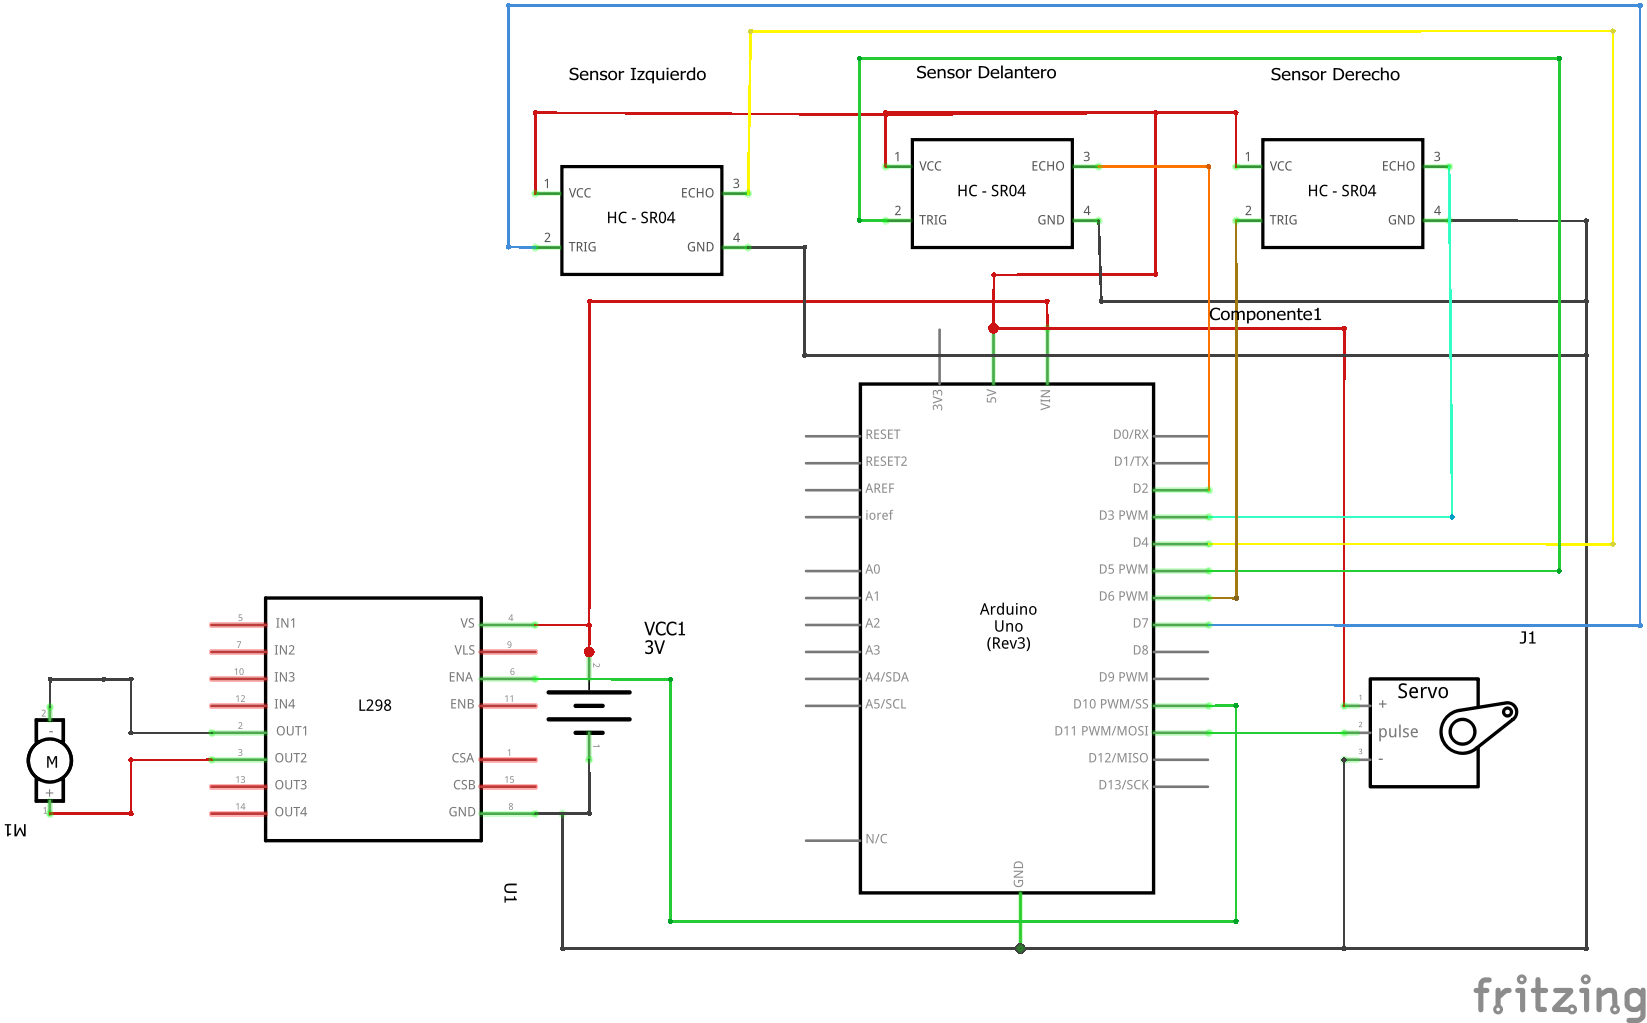 Sensor Izquierdo
Sensor Delantero
Sensor Derecho
1 VCC ECHO 3
HC - SR04
2 TRIG GND 4
1 VCC ECHO 3
HC - SR04
2 TRIG GND 4
1 VCC ECHO 3
HC - SR04
2 TRIG GND 4
Componente1
3V3 5V VIN
RESET D0/RX
RESET2 D1/TX
AREF D2
ioref D3 PWM
D4
A0 D5 PWM
A1 D6 PWM
A2 D7
A3 D8
A4/SDA D9 PWM
A5/SCL D10 PWM/SS
D11 PWM/MOSI
D12/MISO
D13/SCK
N/C
GND
Arduino
Uno
(Rev3)
5 IN1 VS 4
7 IN2 VLS 9
10 IN3 ENA 6
12 IN4 ENB 11
2 OUT1
3 OUT2 CSA 1
13 OUT3 CSB 15
14 OUT4 GND 8
L298
U1
VCC1
3V
2
1
2
-
M
+
1
M1
J1
Servo
1 +
2 pulse
3 -
fritzing